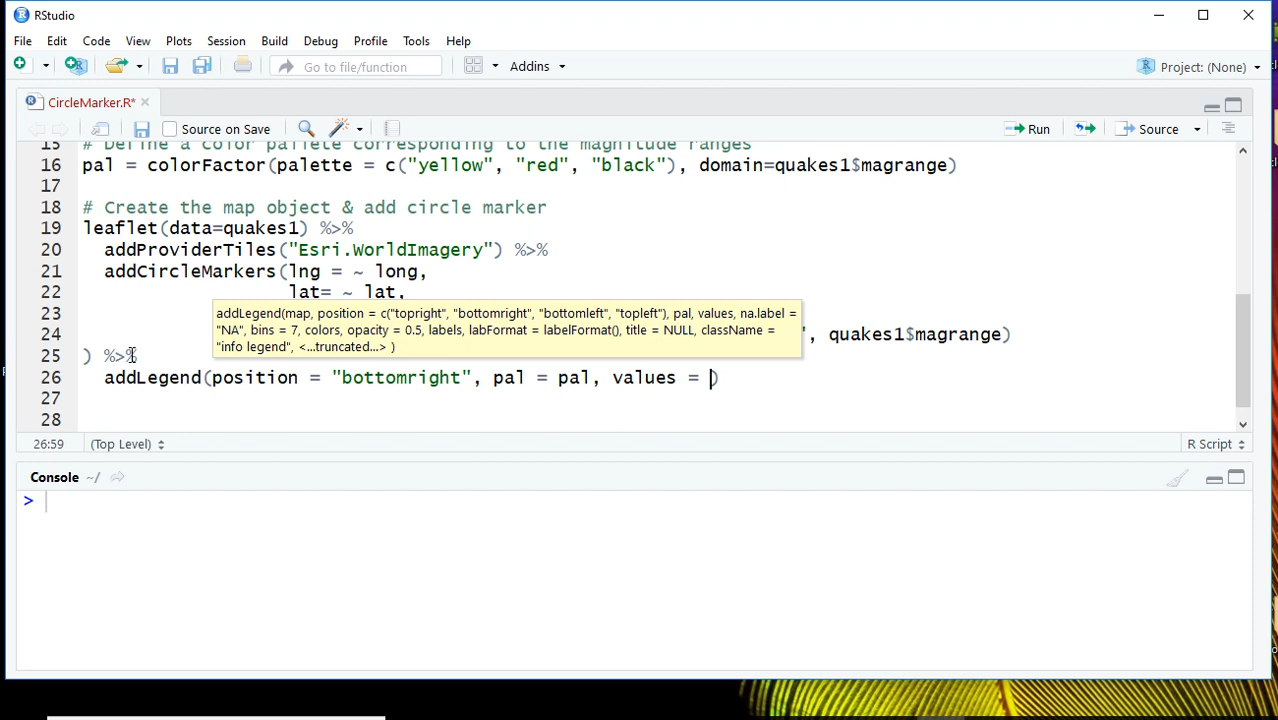 RStudio
File Edit Code View Plots Session Build Debug Profile Tools Help
Go to file/function Addins Project: (None)
CircleMarker.R*
Source on Save Run Source
15 # Define a color pallete corresponding to the magnitude ranges
16 pal = colorFactor(palette = c("yellow", "red", "black"), domain=quakes1$magrange)
17
18 # Create the map object & add circle marker
19 leaflet(data=quakes1) %>%
20 addProviderTiles("Esri.WorldImagery") %>%
21 addCircleMarkers(lng = ~ long,
22 lat= ~ lat,
23
addLegend(map, position = c("topright", "bottomright", "bottomleft", "topleft"), pal, values, na.label =
"NA", bins = 7, colors, opacity = 0.5, labels, labFormat = labelFormat(), title = NULL, className =
"info legend", <...truncated...> )
24 ", quakes1$magrange)
25 ) %>%
26 addLegend(position = "bottomright", pal = pal, values = )
27
28
26:59 (Top Level) R Script
Console ~/
>